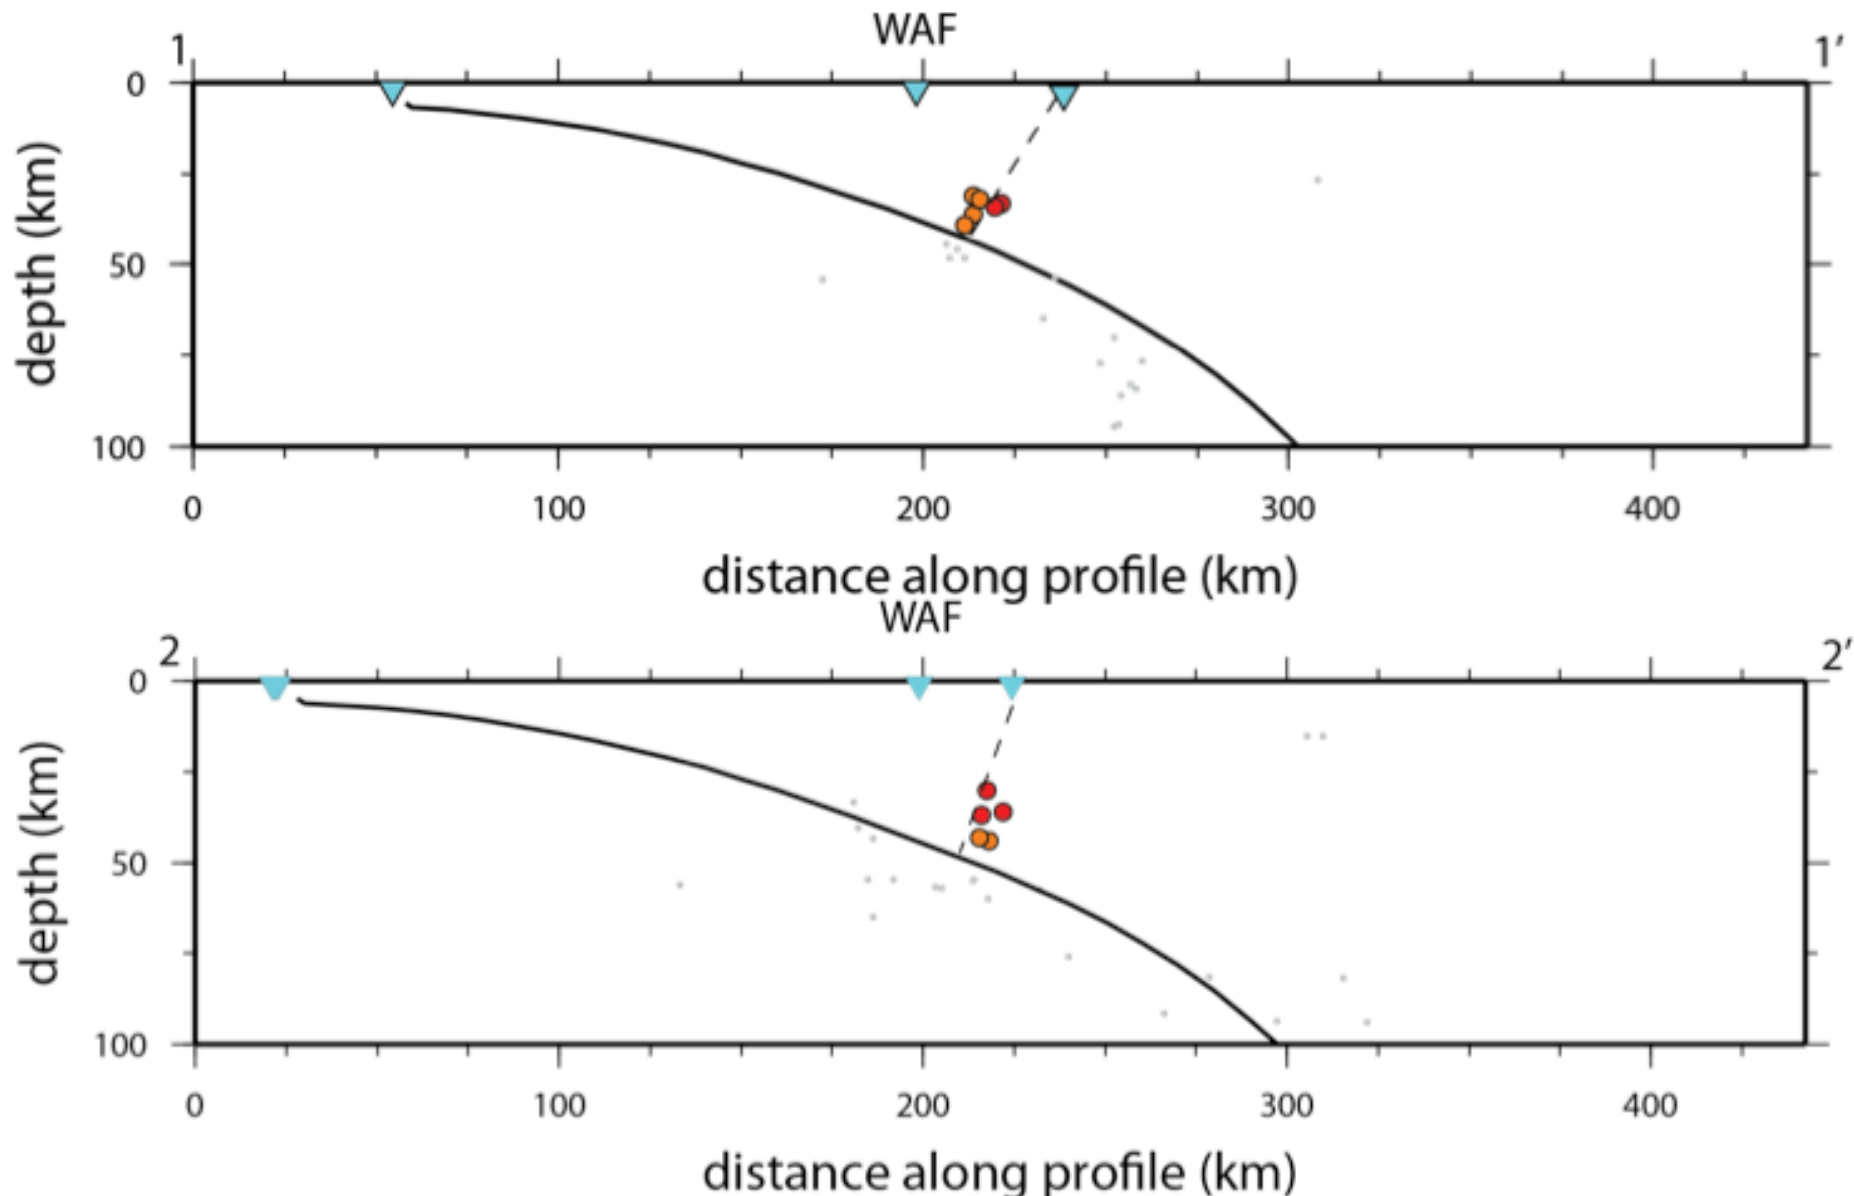 WAF
1 1′
0
50
100
depth (km)
0 100 200 300 400
distance along profile (km)
WAF
2 2′
0
50
100
depth (km)
0 100 200 300 400
distance along profile (km)